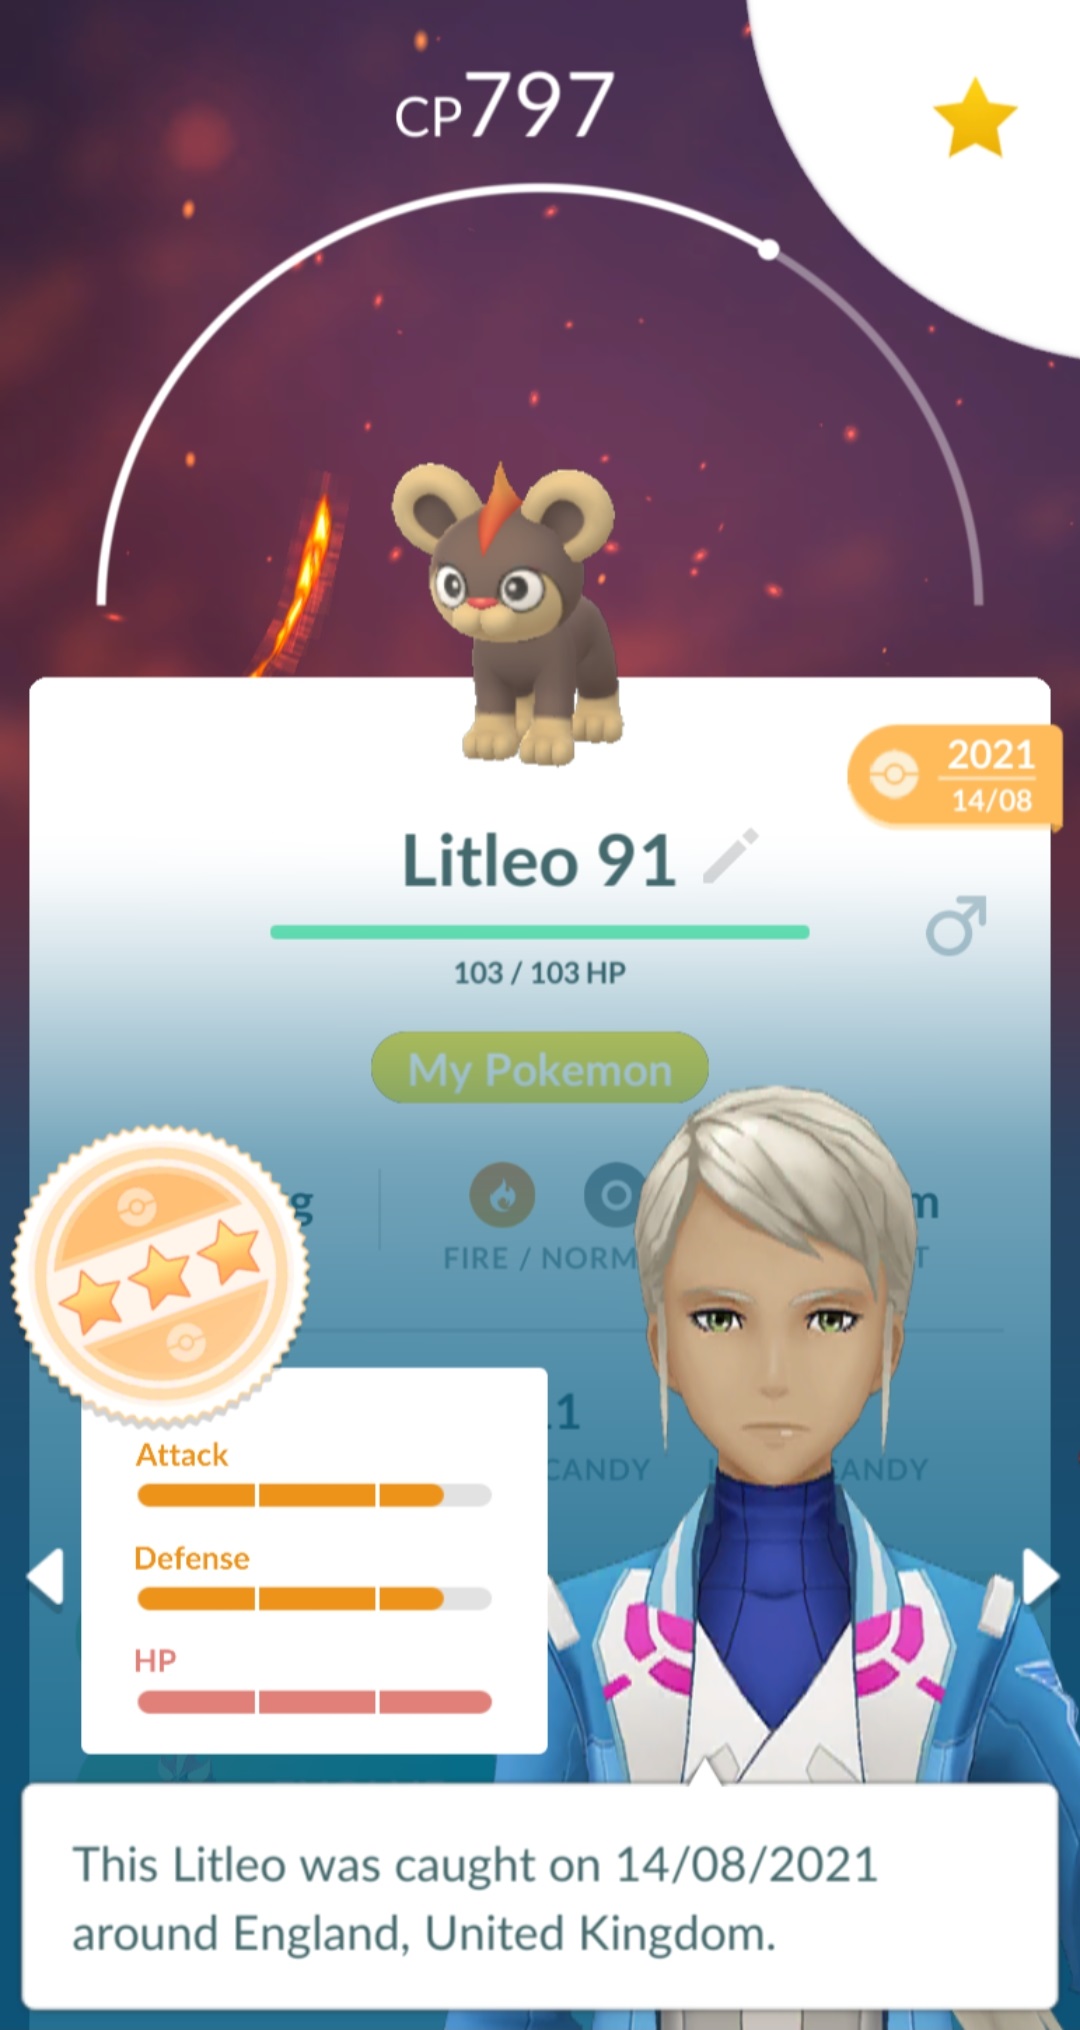 CP797
2021
14/08
Litleo 91
103 / 103 HP
My Pokemon
FIRE / NORM
CANDY
Attack
Defense
HP
This Litleo was caught on 14/08/2021
around England, United Kingdom.